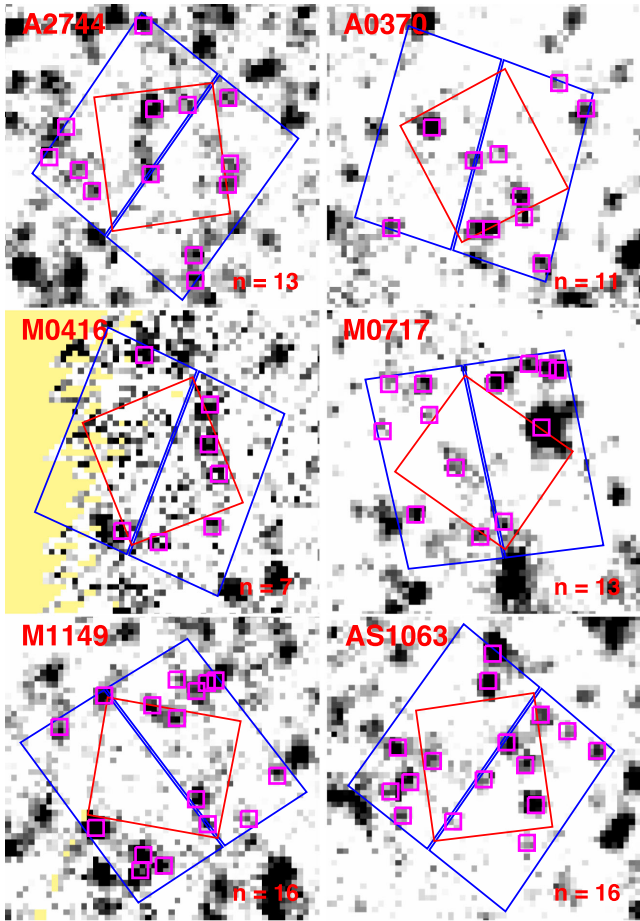 A2744
n = 13
A0370
n = 11
M0416
n = 7
M0717
n = 13
M1149
n = 16
AS1063
n = 16